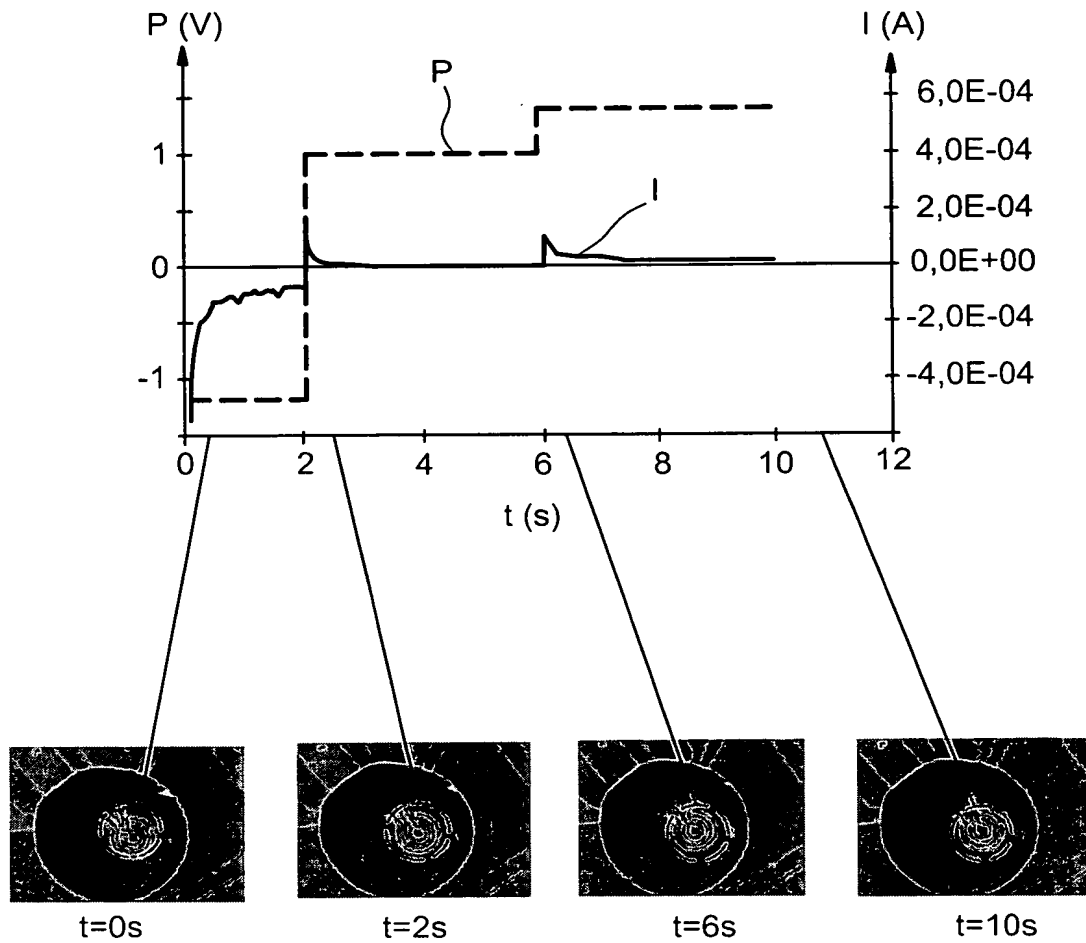 P (V)
I (A)
P
I
1
0
-1
6,0E-04
4,0E-04
2,0E-04
0,0E+00
-2,0E-04
-4,0E-04
0 2 4 6 8 10 12
t (s)
t=0s t=2s t=6s t=10s